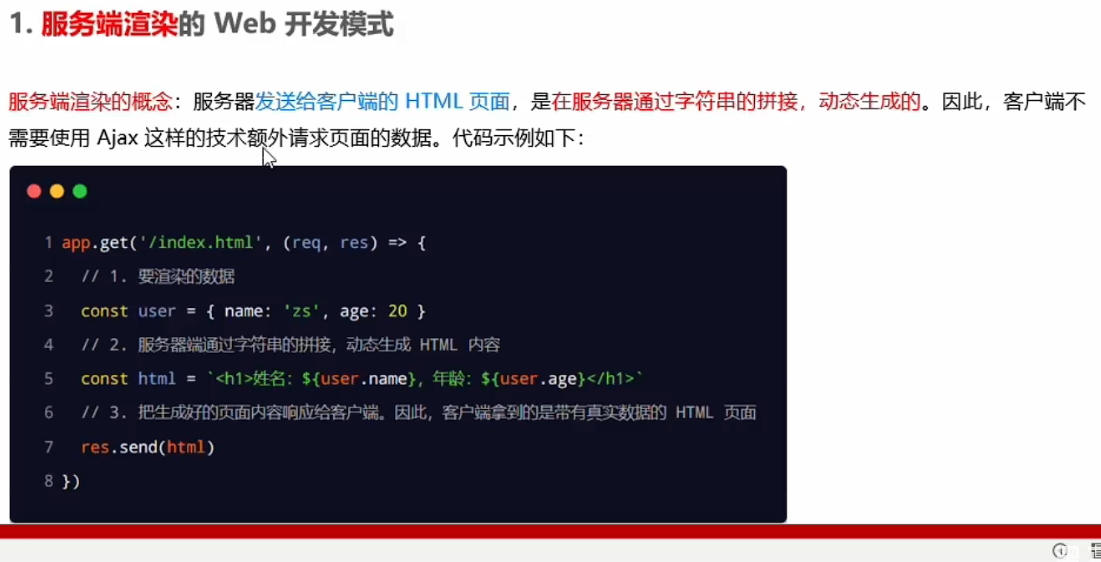 1. 服务端渲染的 Web 开发模式
服务端渲染的概念：服务器发送给客户端的 HTML 页面，是在服务器通过字符串的拼接，动态生成的。因此，客户端不
需要使用 Ajax 这样的技术额外请求页面的数据。代码示例如下：
1 app.get('/index.html', (req, res) => {
2   // 1. 要渲染的数据
3   const user = { name: 'zs', age: 20 }
4   // 2. 服务器端通过字符串的拼接，动态生成 HTML 内容
5   const html = `<h1>姓名：${user.name}，年龄：${user.age}</h1>`
6   // 3. 把生成好的页面内容响应给客户端。因此，客户端拿到的是带有真实数据的 HTML 页面
7   res.send(html)
8 })